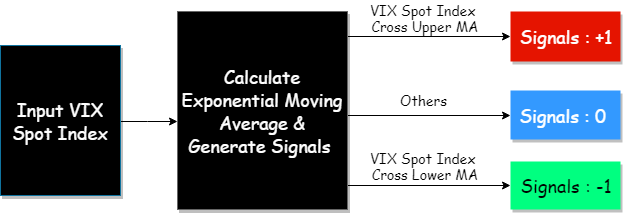 Input VIX
Spot Index
Calculate
Exponential Moving
Average &
Generate Signals
VIX Spot Index
Cross Upper MA
Signals : +1
Others
Signals : 0
VIX Spot Index
Cross Lower MA
Signals : -1